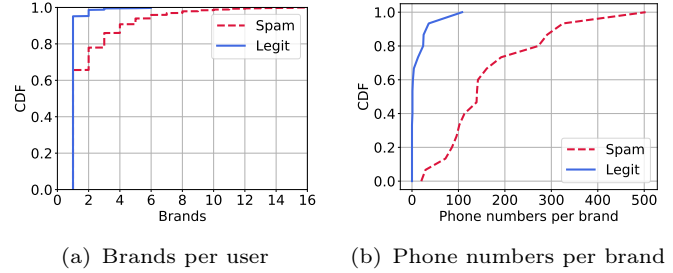 1.0
0.8
0.6
0.4
0.2
0.0
CDF
0 2 4 6 8 10 12 14 16
Brands
Spam
Legit
(a) Brands per user
1.0
0.8
0.6
0.4
0.2
0.0
CDF
0 100 200 300 400 500
Phone numbers per brand
Spam
Legit
(b) Phone numbers per brand